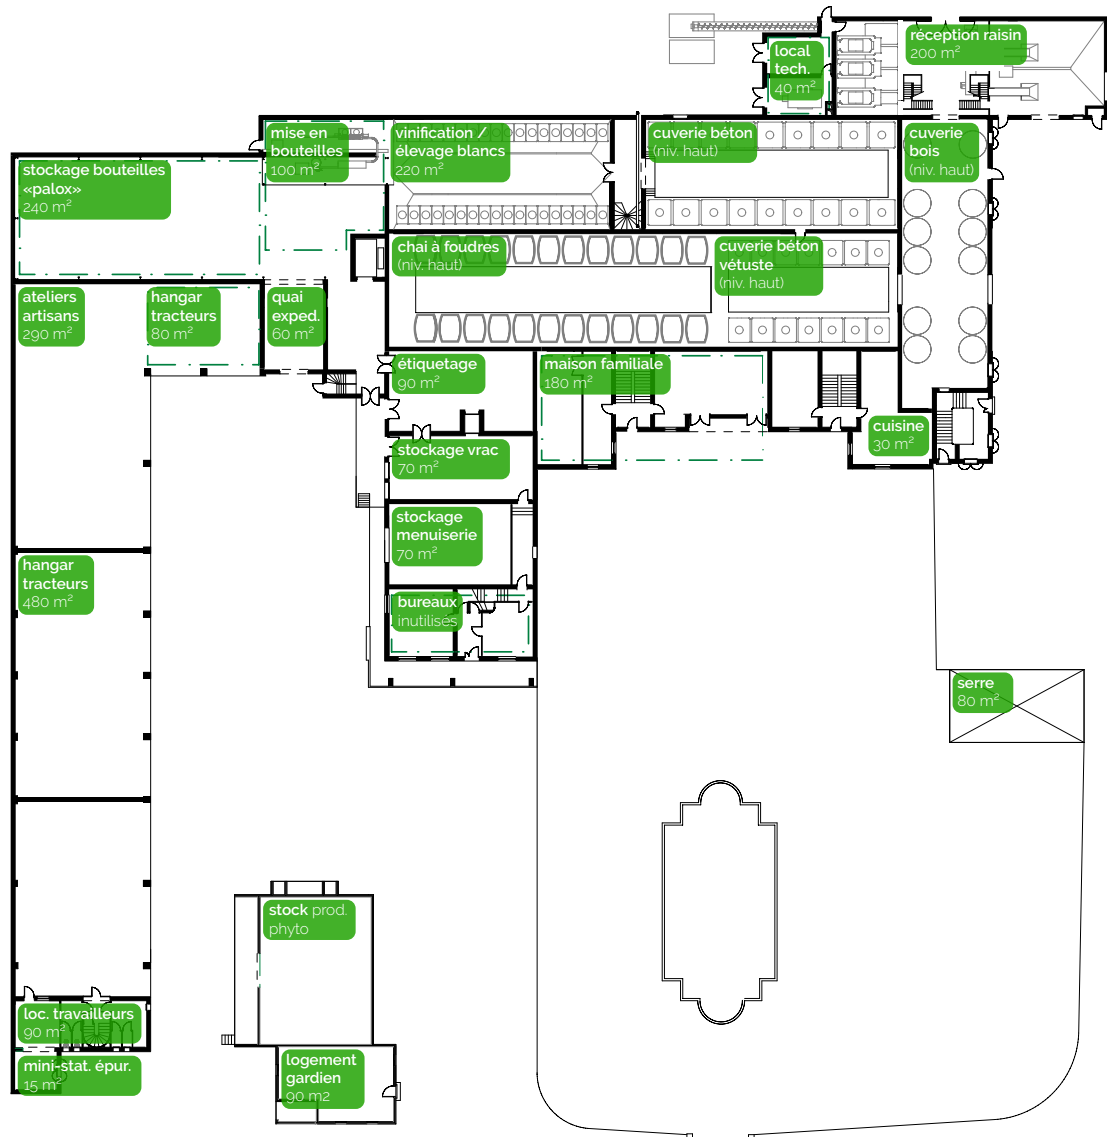 réception raisin
200 m²
local
tech.
40 m²
mise en
bouteilles
100 m²
vinification /
élevage blancs
220 m²
cuverie béton
(niv. haut)
cuverie
bois
(niv. haut)
stockage bouteilles
«palox»
240 m²
chai à foudres
(niv. haut)
cuverie béton
vétuste
(niv. haut)
ateliers
artisans
290 m²
hangar
tracteurs
80 m²
quai
exped.
60 m²
étiquetage
90 m²
maison familiale
180 m²
cuisine
30 m²
stockage vrac
70 m²
stockage
menuiserie
70 m²
hangar
tracteurs
480 m²
bureaux
inutilisés
serre
80 m²
stock prod.
phyto
loc. travailleurs
90 m²
mini-stat. épur.
15 m²
logement
gardien
90 m2